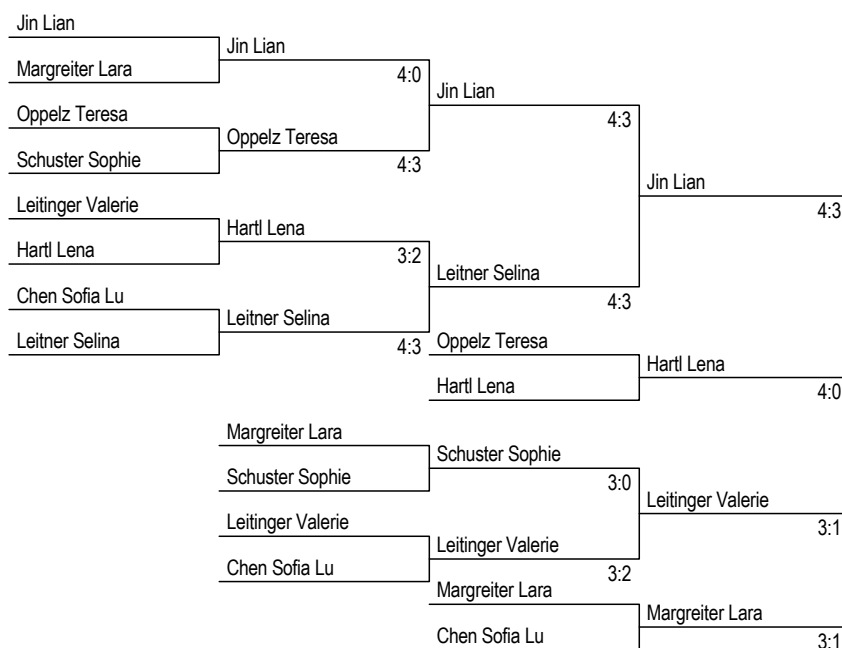 Jin Lian
Jin Lian
Margreiter Lara
4:0
Jin Lian
Oppelz Teresa
4:3
Oppelz Teresa
Schuster Sophie
4:3
Jin Lian
Leitinger Valerie
4:3
Hartl Lena
Hartl Lena
3:2
Leitner Selina
Chen Sofia Lu
4:3
Leitner Selina
Leitner Selina
4:3
Oppelz Teresa
Hartl Lena
Hartl Lena
4:0
Margreiter Lara
Schuster Sophie
Schuster Sophie
3:0
Leitinger Valerie
Leitinger Valerie
3:1
Leitinger Valerie
Chen Sofia Lu
3:2
Margreiter Lara
Margreiter Lara
Chen Sofia Lu
3:1